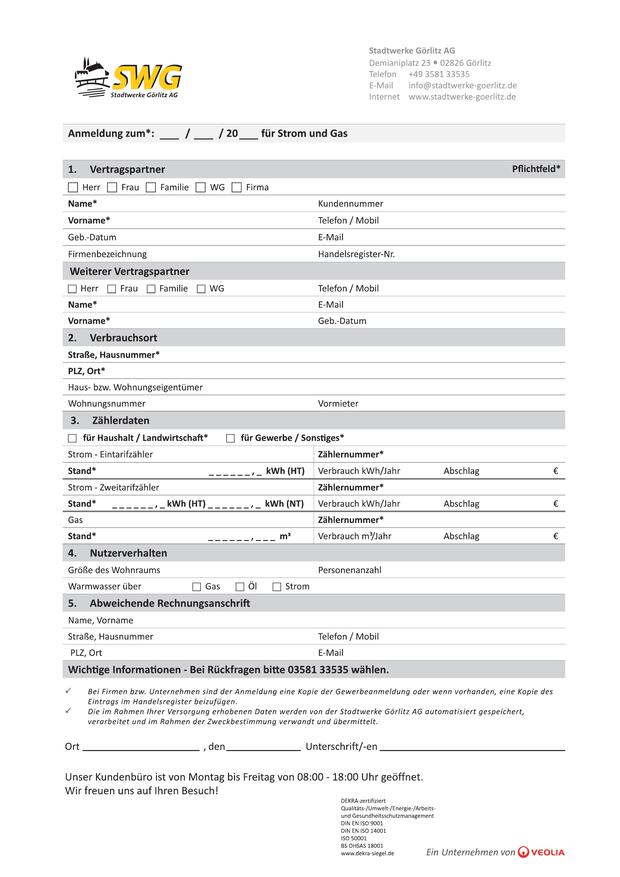 Stadtwerke Görlitz AG
Demianiplatz 23 • 02826 Görlitz
Telefon +49 3581 33535
E-Mail info@stadtwerke-goerlitz.de
Internet www.stadtwerke-goerlitz.de
SWG
Stadtwerke Görlitz AG
Anmeldung zum*: ___ / ___ / 20___ für Strom und Gas
1. Vertragspartner Pflichtfeld*
☐ Herr ☐ Frau ☐ Familie ☐ WG ☐ Firma
Name* Kundennummer
Vorname* Telefon / Mobil
Geb.-Datum E-Mail
Firmenbezeichnung Handelsregister-Nr.
Weiterer Vertragspartner
☐ Herr ☐ Frau ☐ Familie ☐ WG Telefon / Mobil
Name* E-Mail
Vorname* Geb.-Datum
2. Verbrauchsort
Straße, Hausnummer*
PLZ, Ort*
Haus- bzw. Wohnungseigentümer
Wohnungsnummer Vormieter
3. Zählerdaten
☐ für Haushalt / Landwirtschaft* ☐ für Gewerbe / Sonstiges*
Strom - Eintarifzähler Zählernummer*
Stand* _ _ _ _ _ _ , _ kWh (HT) Verbrauch kWh/Jahr Abschlag €
Strom - Zweitarifzähler Zählernummer*
Stand* _ _ _ _ _ _ , _ kWh (HT) _ _ _ _ _ _ , _ kWh (NT) Verbrauch kWh/Jahr Abschlag €
Gas Zählernummer*
Stand* _ _ _ _ _ _ , _ _ _ m³ Verbrauch m³/Jahr Abschlag €
4. Nutzerverhalten
Größe des Wohnraums Personenanzahl
Warmwasser über ☐ Gas ☐ Öl ☐ Strom
5. Abweichende Rechnungsanschrift
Name, Vorname
Straße, Hausnummer Telefon / Mobil
PLZ, Ort E-Mail
Wichtige Informationen - Bei Rückfragen bitte 03581 33535 wählen.
✓ Bei Firmen bzw. Unternehmen sind der Anmeldung eine Kopie der Gewerbeanmeldung oder wenn vorhanden, eine Kopie des
Eintrags im Handelsregister beizufügen.
✓ Die im Rahmen Ihrer Versorgung erhobenen Daten werden von der Stadtwerke Görlitz AG automatisiert gespeichert,
verarbeitet und im Rahmen der Zweckbestimmung verwandt und übermittelt.
Ort ____________ , den____________ Unterschrift/-en ____________
Unser Kundenbüro ist von Montag bis Freitag von 08:00 - 18:00 Uhr geöffnet.
Wir freuen uns auf Ihren Besuch!
DEKRA zertifiziert
Qualitäts-/Umwelt-/Energie-/Arbeits-
und Gesundheitsschutzmanagement
DIN EN ISO 9001
DIN EN ISO 14001
ISO 50001
BS OHSAS 18001
www.dekra-siegel.de
Ein Unternehmen von VEOLIA